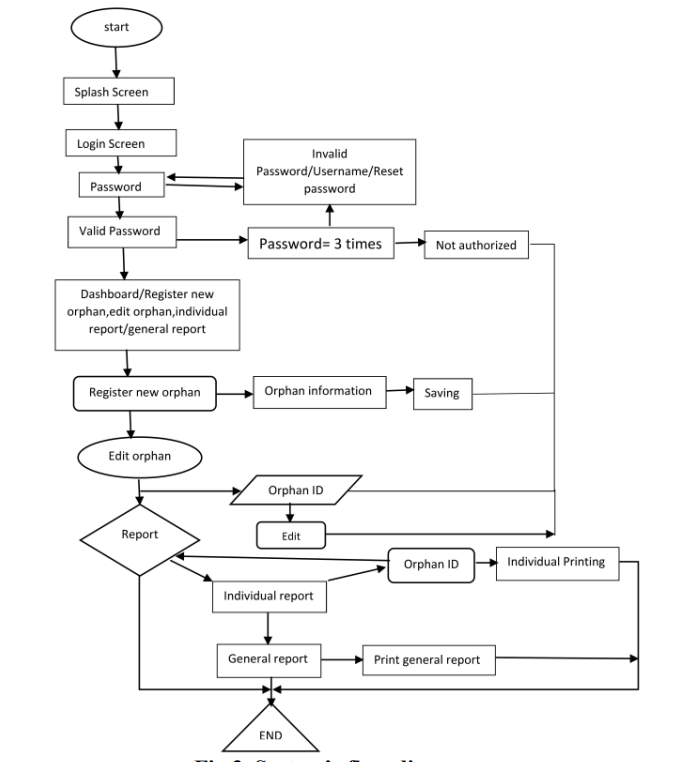 start
Splash Screen
Login Screen
Invalid
Password/Username/Reset
password
Password
Valid Password
Password= 3 times
Not authorized
Dashboard/Register new
orphan,edit orphan,individual
report/general report
Register new orphan
Orphan information
Saving
Edit orphan
Orphan ID
Report
Edit
Orphan ID
Individual Printing
Individual report
General report
Print general report
END